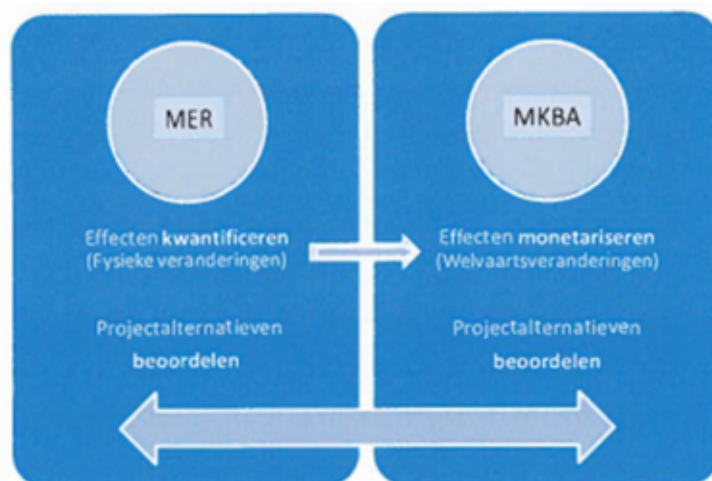 MER
Effecten kwantificeren
(Fysieke veranderingen)
Projectalternatieven
beoordelen
MKBA
Effecten monetariseren
(Welvaartsveranderingen)
Projectalternatieven
beoordelen